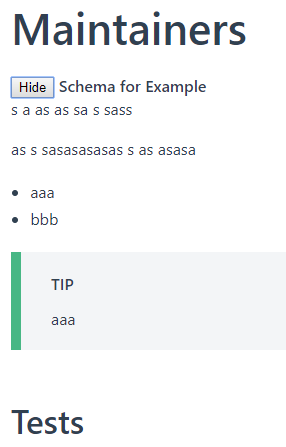 Maintainers
Hide Schema for Example
s a as as sa s sass
as s sasasasasas s as asasa
• aaa
• bbb
TIP
aaa
Tests